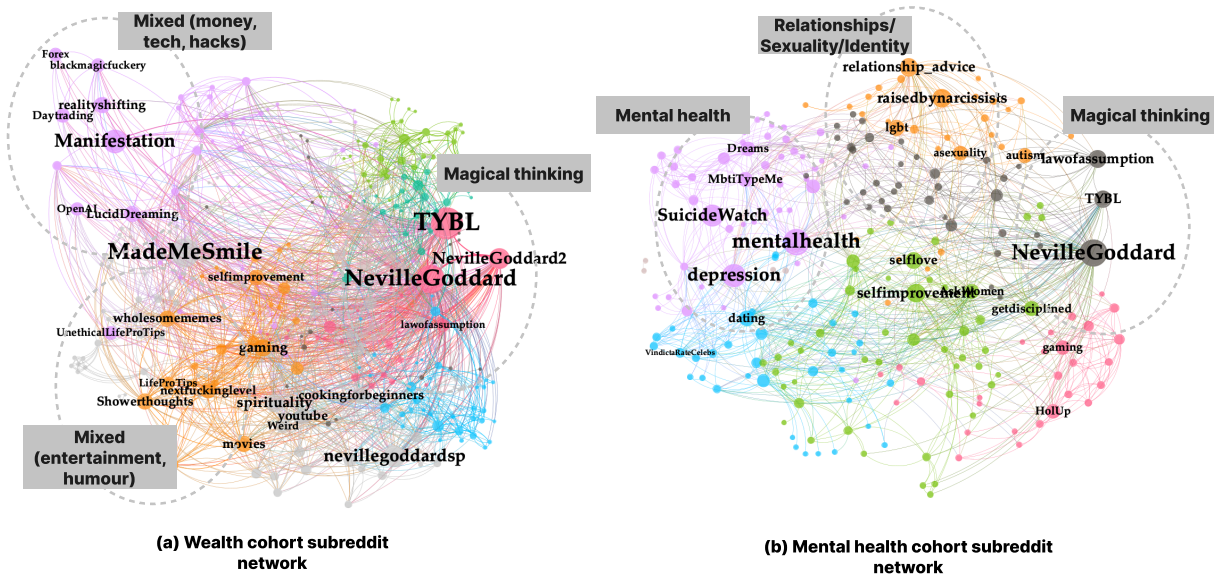 Mixed (money,
tech, hacks)
Forex
blackmagicfuckery
realityshifting
Daytrading
Manifestation
OpenAI
LucidDreaming
MadeMeSmile
Magical thinking
TYBL
NevilleGoddard2
NevilleGoddard
selfimprovement
wholesomememes
lawofassumption
UnethicalLifeProTips
gaming
LifeProTips
nextfuckinglevel
Showerthoughts
cookingforbeginners
spirituality
youtube
Weird
movies
nevillegoddardsp
Mixed
(entertainment,
humour)
(a) Wealth cohort subreddit
network
Relationships/
Sexuality/Identity
relationship_advice
raisedbynarcissists
Mental health
Magical thinking
lgbt
Dreams
asexuality
autism
lawofassumption
MbtiTypeMe
TYBL
SuicideWatch
mentalhealth
NevilleGoddard
selflove
depression
selfimprovement
AskWomen
getdisciplined
dating
VindictaRateCelebs
gaming
HolUp
(b) Mental health cohort subreddit
network